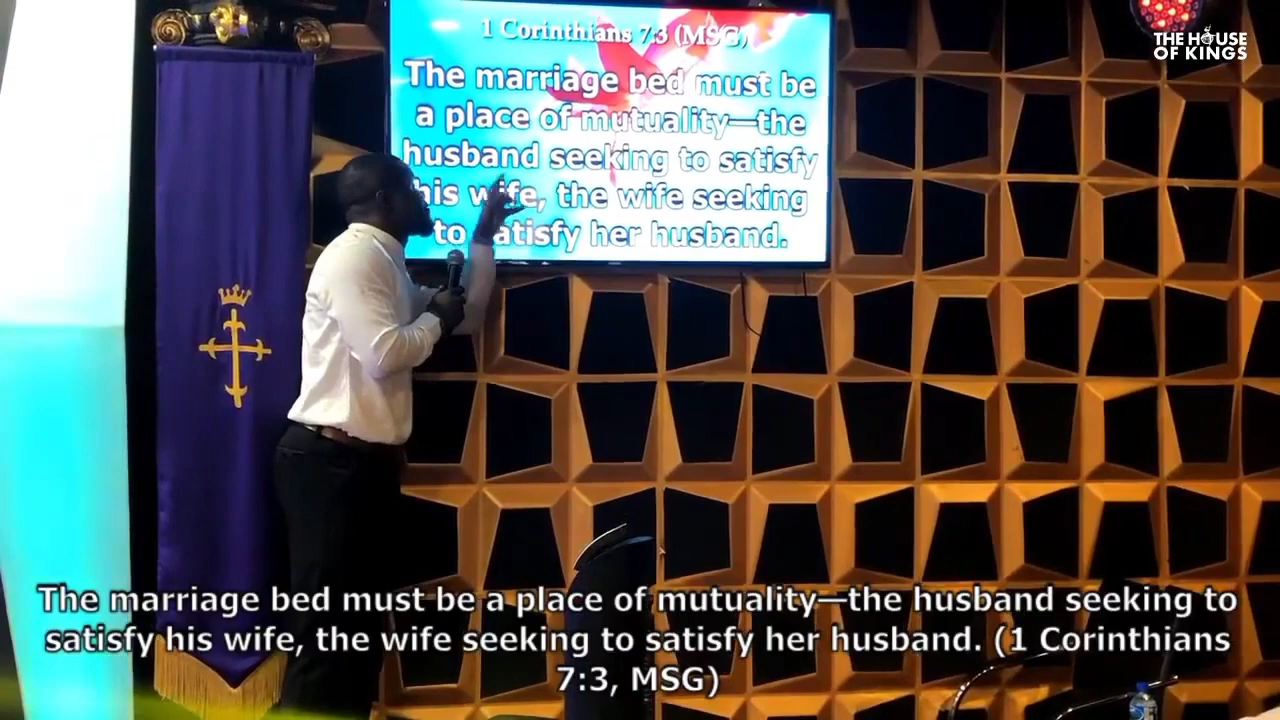 THE HOUSE
OF KINGS
1 Corinthians 7:3 (MSG)
The marriage bed must be
a place of mutuality—the
husband seeking to satisfy
his wife, the wife seeking
to satisfy her husband.
The marriage bed must be a place of mutuality—the husband seeking to
satisfy his wife, the wife seeking to satisfy her husband. (1 Corinthians
7:3, MSG)